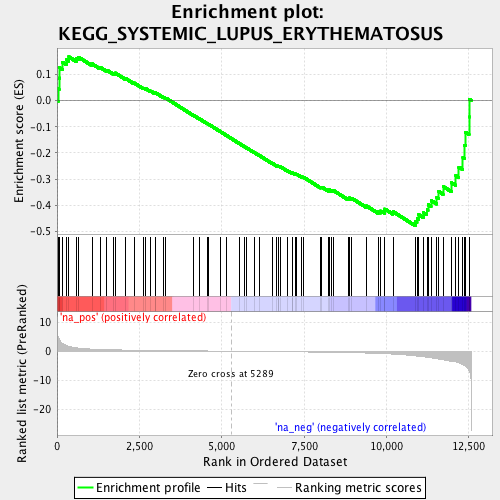 Enrichment plot:
KEGG_SYSTEMIC_LUPUS_ERYTHEMATOSUS
Enrichment score (ES)
0.1
0.0
-0.1
-0.2
-0.3
-0.4
-0.5
'na_pos' (positively correlated)
Ranked list metric (PreRanked)
10
5
0
-5
-10
-15
-20
Zero cross at 5289
'na_neg' (negatively correlated)
0
2,500
5,000
7,500
10,000
12,500
Rank in Ordered Dataset
Enrichment profile
Hits
Ranking metric scores